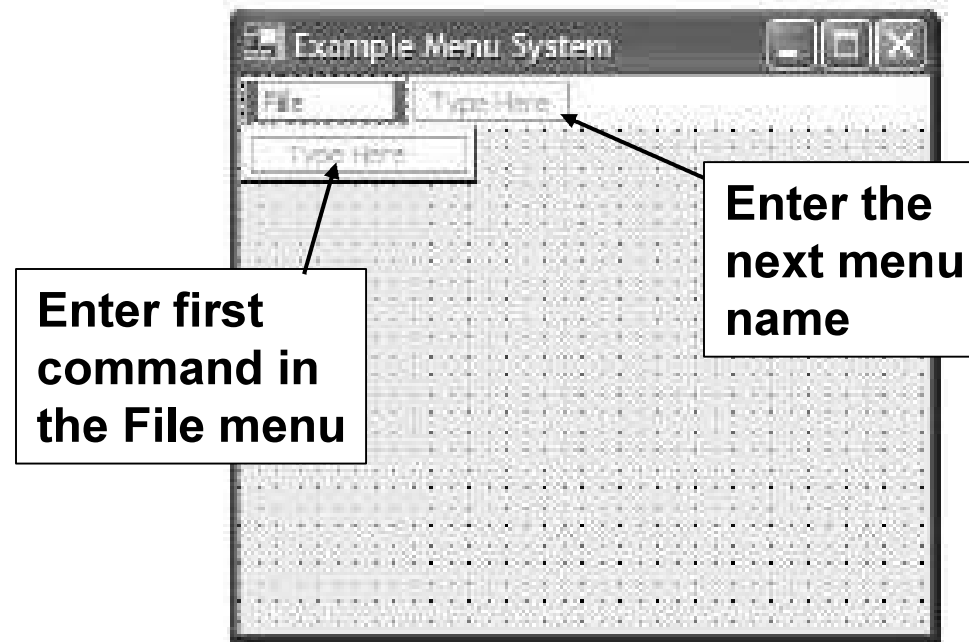 Example Menu System
File
Type Here
Type Here
Enter the
next menu
name
Enter first
command in
the File menu